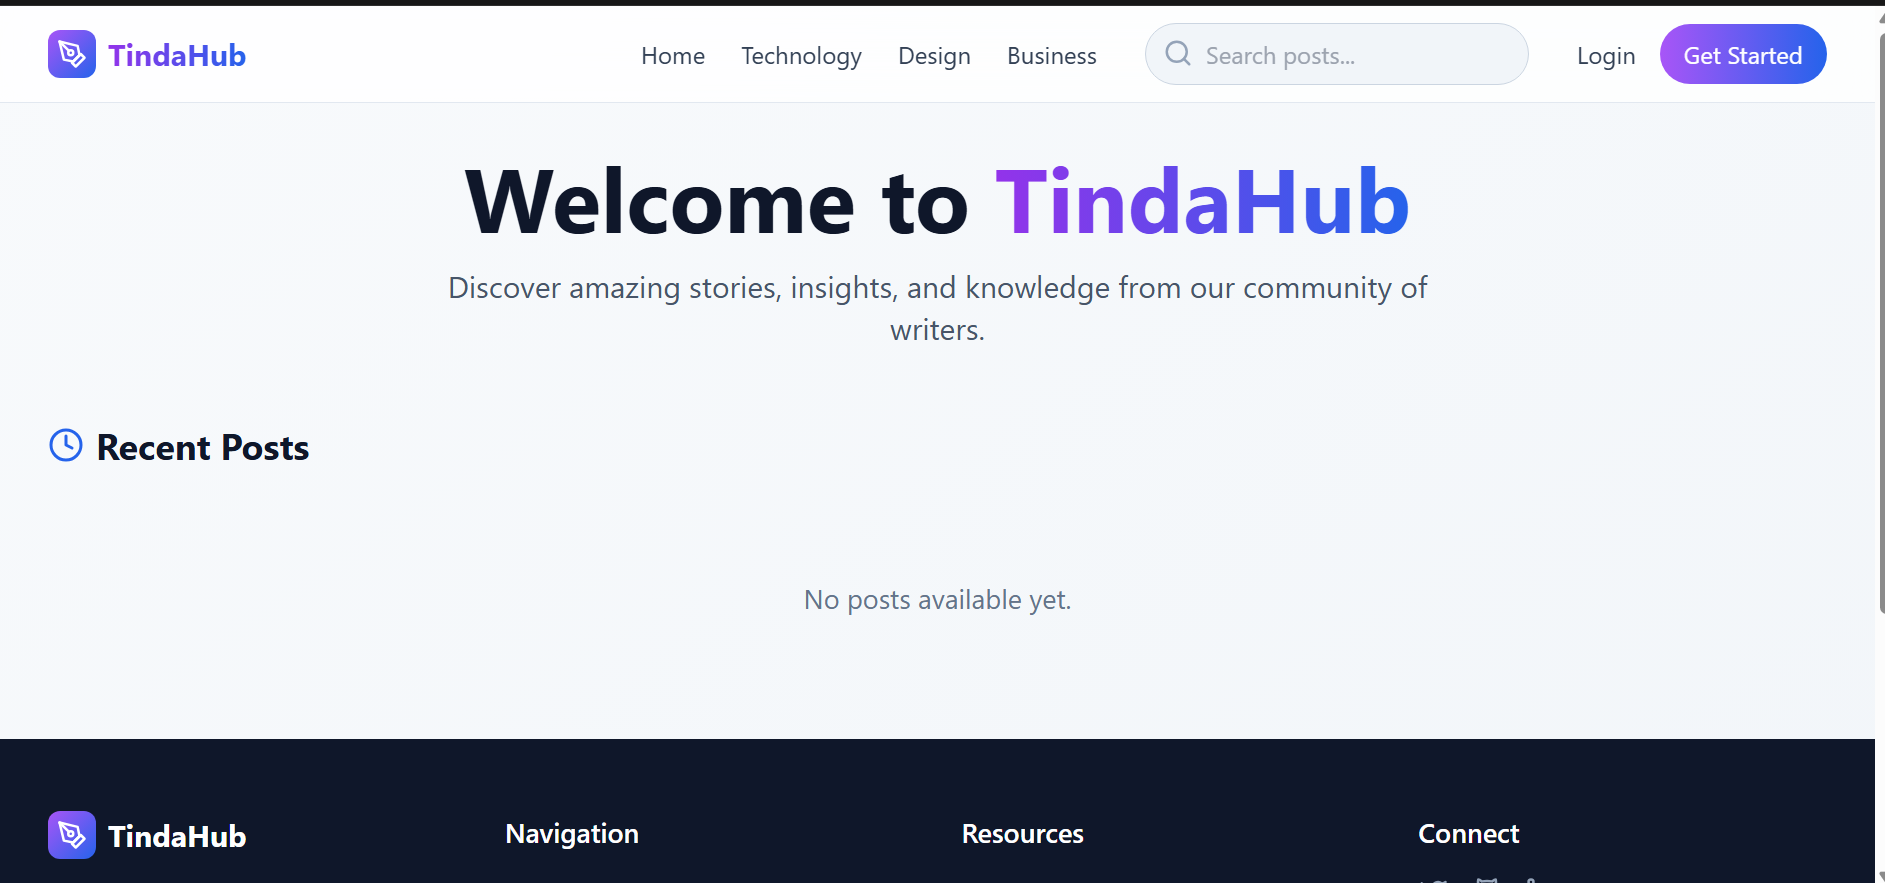 TindaHub
Home
Technology
Design
Business
Search posts...
Login
Get Started
Welcome to TindaHub
Discover amazing stories, insights, and knowledge from our community of
writers.
Recent Posts
No posts available yet.
TindaHub
Navigation
Resources
Connect